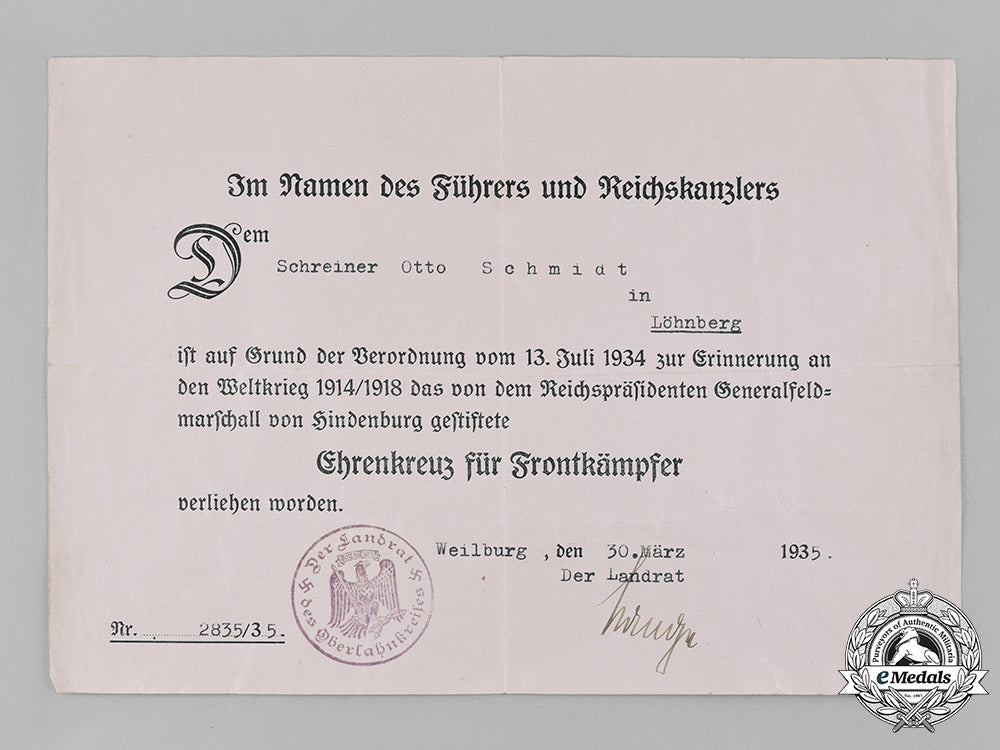 Im Namen des Führers und Reichskanzlers
Dem
Schreiner Otto Schmidt
in
Löhnberg
ist auf Grund der Verordnung vom 13. Juli 1934 zur Erinnerung an
den Weltkrieg 1914/1918 das von dem Reichspräsidenten Generalfeld=
marschall von Hindenburg gestiftete
Ehrenkreuz für Frontkämpfer
verliehen worden.
Weilburg, den 30. März 1935.
Der Landrat
Der Landrat
des Oberlahnkreises
Nr. 2835/35.
Purveyors of Authentic Militaria
eMedals